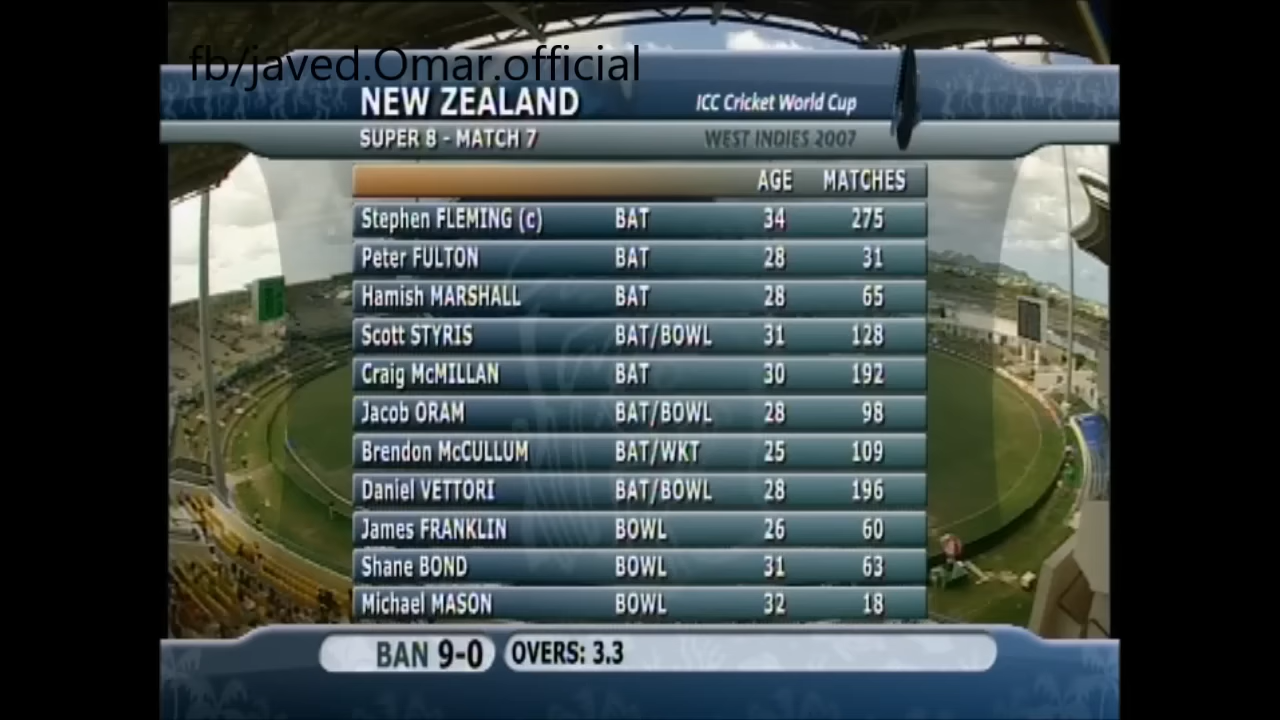 fb/javed.Omar.official
NEW ZEALAND ICC Cricket World Cup
SUPER 8 - MATCH 7 WEST INDIES 2007
AGE MATCHES
Stephen FLEMING (c) BAT 34 275
Peter FULTON BAT 28 31
Hamish MARSHALL BAT 28 65
Scott STYRIS BAT/BOWL 31 128
Craig McMILLAN BAT 30 192
Jacob ORAM BAT/BOWL 28 98
Brendon McCULLUM BAT/WKT 25 109
Daniel VETTORI BAT/BOWL 28 196
James FRANKLIN BOWL 26 60
Shane BOND BOWL 31 63
Michael MASON BOWL 32 18
BAN 9-0 OVERS: 3.3